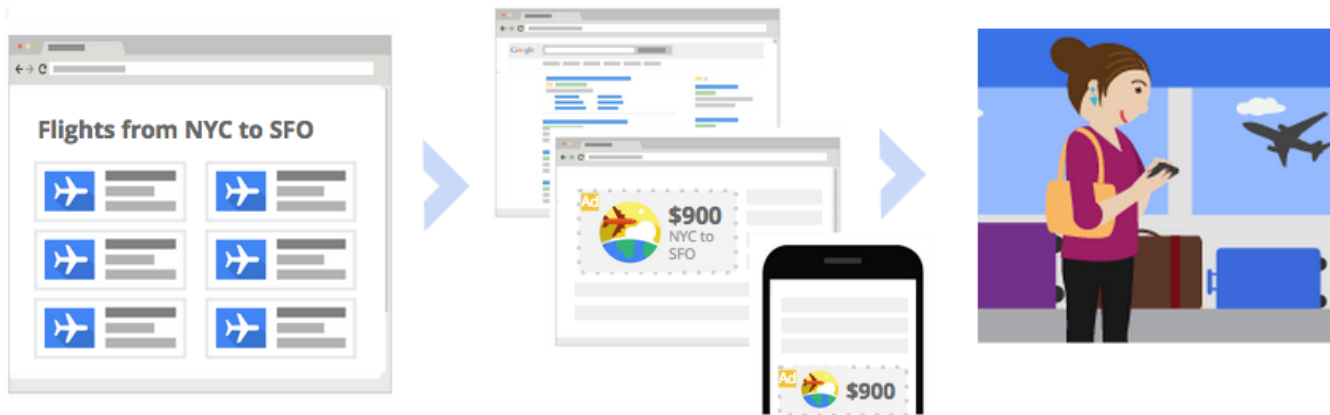 Flights from NYC to SFO
Google
Ad
$900
NYC to
SFO
Ad
$900